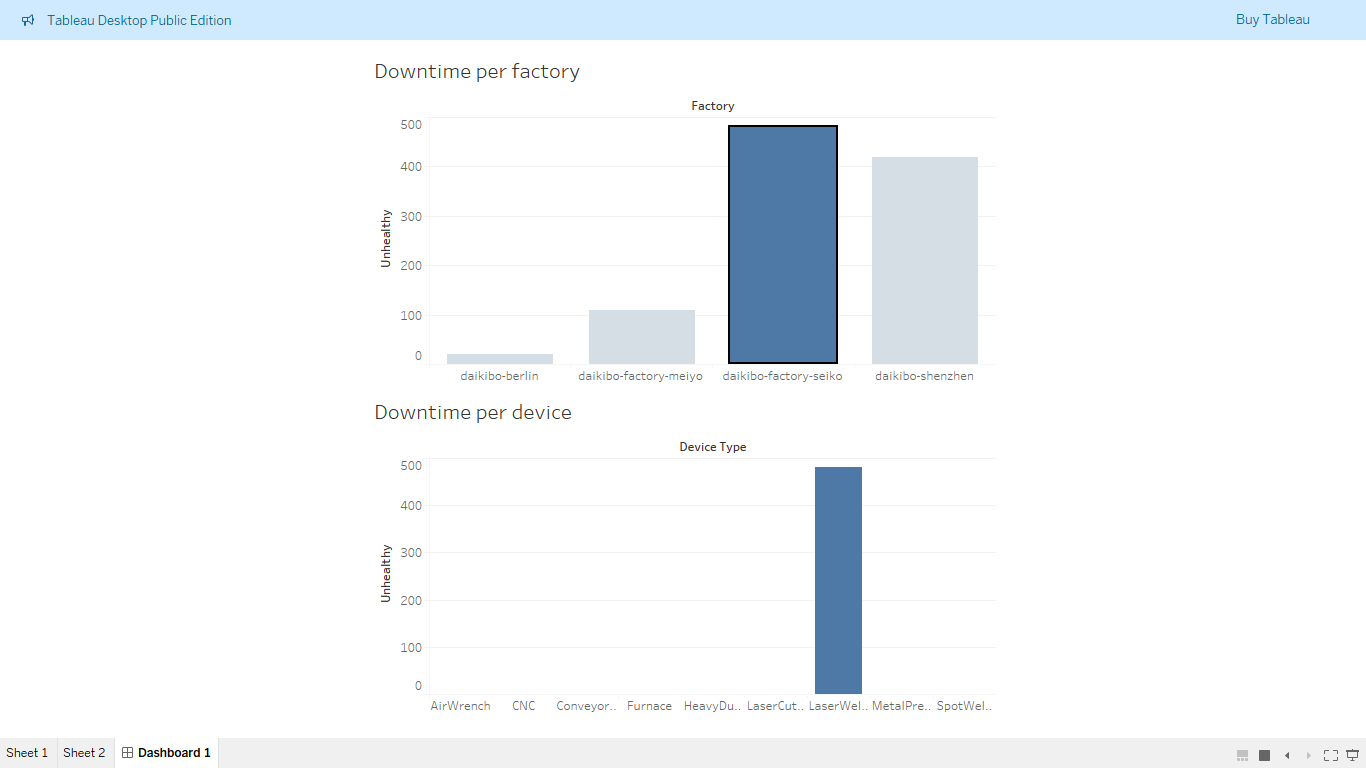 Tableau Desktop Public Edition
Buy Tableau
Downtime per factory
Factory
500
400
300
200
100
0
Unhealthy
daikibo-berlin
daikibo-factory-meiyo
daikibo-factory-seiko
daikibo-shenzhen
Downtime per device
Device Type
500
400
300
200
100
0
Unhealthy
AirWrench
CNC
Conveyor..
Furnace
HeavyDu..
LaserCut..
LaserWel..
MetalPre..
SpotWel..
Sheet 1
Sheet 2
Dashboard 1